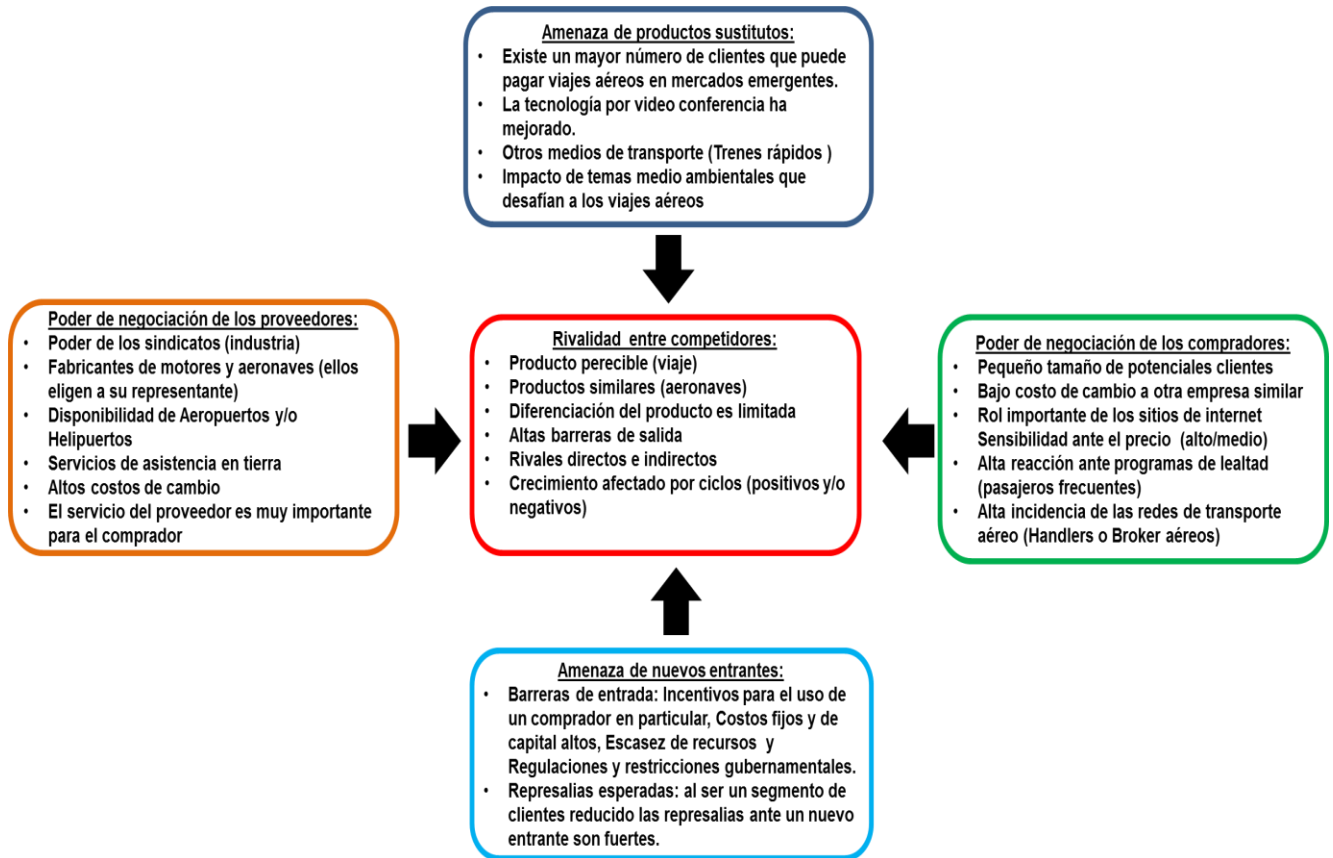 Amenaza de productos sustitutos:
• Existe un mayor número de clientes que puede
pagar viajes aéreos en mercados emergentes.
• La tecnología por video conferencia ha
mejorado.
• Otros medios de transporte (Trenes rápidos )
• Impacto de temas medio ambientales que
desafían a los viajes aéreos
Poder de negociación de los proveedores:
• Poder de los sindicatos (industria)
• Fabricantes de motores y aeronaves (ellos
eligen a su representante)
• Disponibilidad de Aeropuertos y/o
Helipuertos
• Servicios de asistencia en tierra
• Altos costos de cambio
• El servicio del proveedor es muy importante
para el comprador
Rivalidad entre competidores:
• Producto perecible (viaje)
• Productos similares (aeronaves)
• Diferenciación del producto es limitada
• Altas barreras de salida
• Rivales directos e indirectos
• Crecimiento afectado por ciclos (positivos y/o
negativos)
Poder de negociación de los compradores:
• Pequeño tamaño de potenciales clientes
• Bajo costo de cambio a otra empresa similar
• Rol importante de los sitios de internet
Sensibilidad ante el precio (alto/medio)
• Alta reacción ante programas de lealtad
(pasajeros frecuentes)
• Alta incidencia de las redes de transporte
aéreo (Handlers o Broker aéreos)
Amenaza de nuevos entrantes:
• Barreras de entrada: Incentivos para el uso de
un comprador en particular, Costos fijos y de
capital altos, Escasez de recursos y
Regulaciones y restricciones gubernamentales.
• Represalias esperadas: al ser un segmento de
clientes reducido las represalias ante un nuevo
entrante son fuertes.